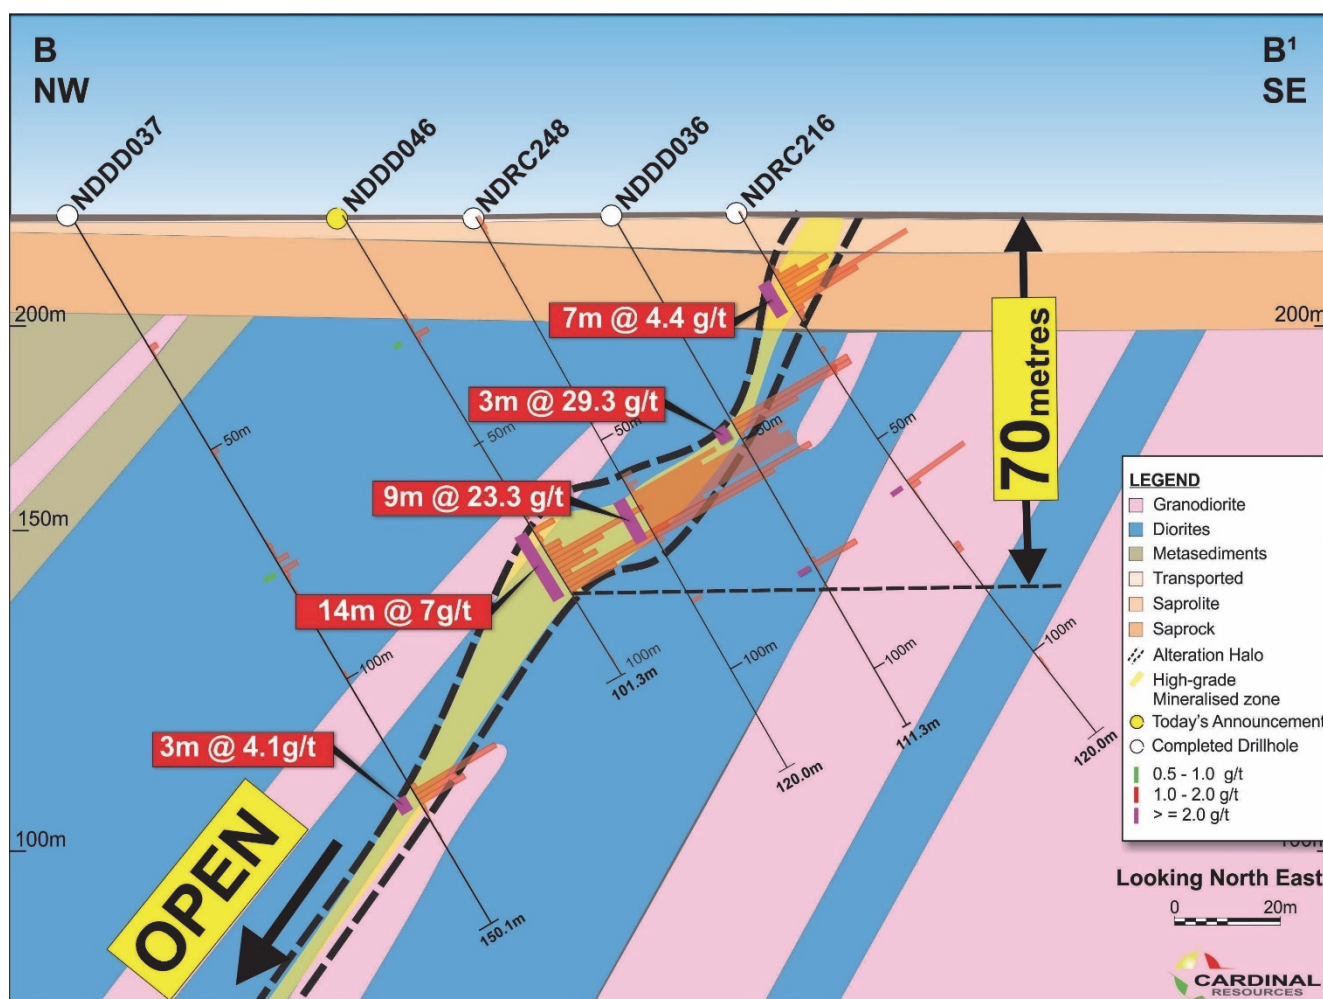 B
NW
B¹
SE
NDDD037
NDDD046
NDRC248
NDDD036
NDRC216
200m
200m
7m @ 4.4 g/t
3m @ 29.3 g/t
9m @ 23.3 g/t
14m @ 7g/t
3m @ 4.1g/t
70 metres
50m
50m
50m
50m
50m
150m
100m
100m
100m
100m
100m
101.3m
120.0m
111.3m
120.0m
150.1m
100m
OPEN
LEGEND
Granodiorite
Diorites
Metasediments
Transported
Saprolite
Saprock
Alteration Halo
High-grade
Mineralised zone
Today's Announcement
Completed Drillhole
0.5 - 1.0 g/t
1.0 - 2.0 g/t
> = 2.0 g/t
Looking North East
0 20m
CARDINAL
RESOURCES